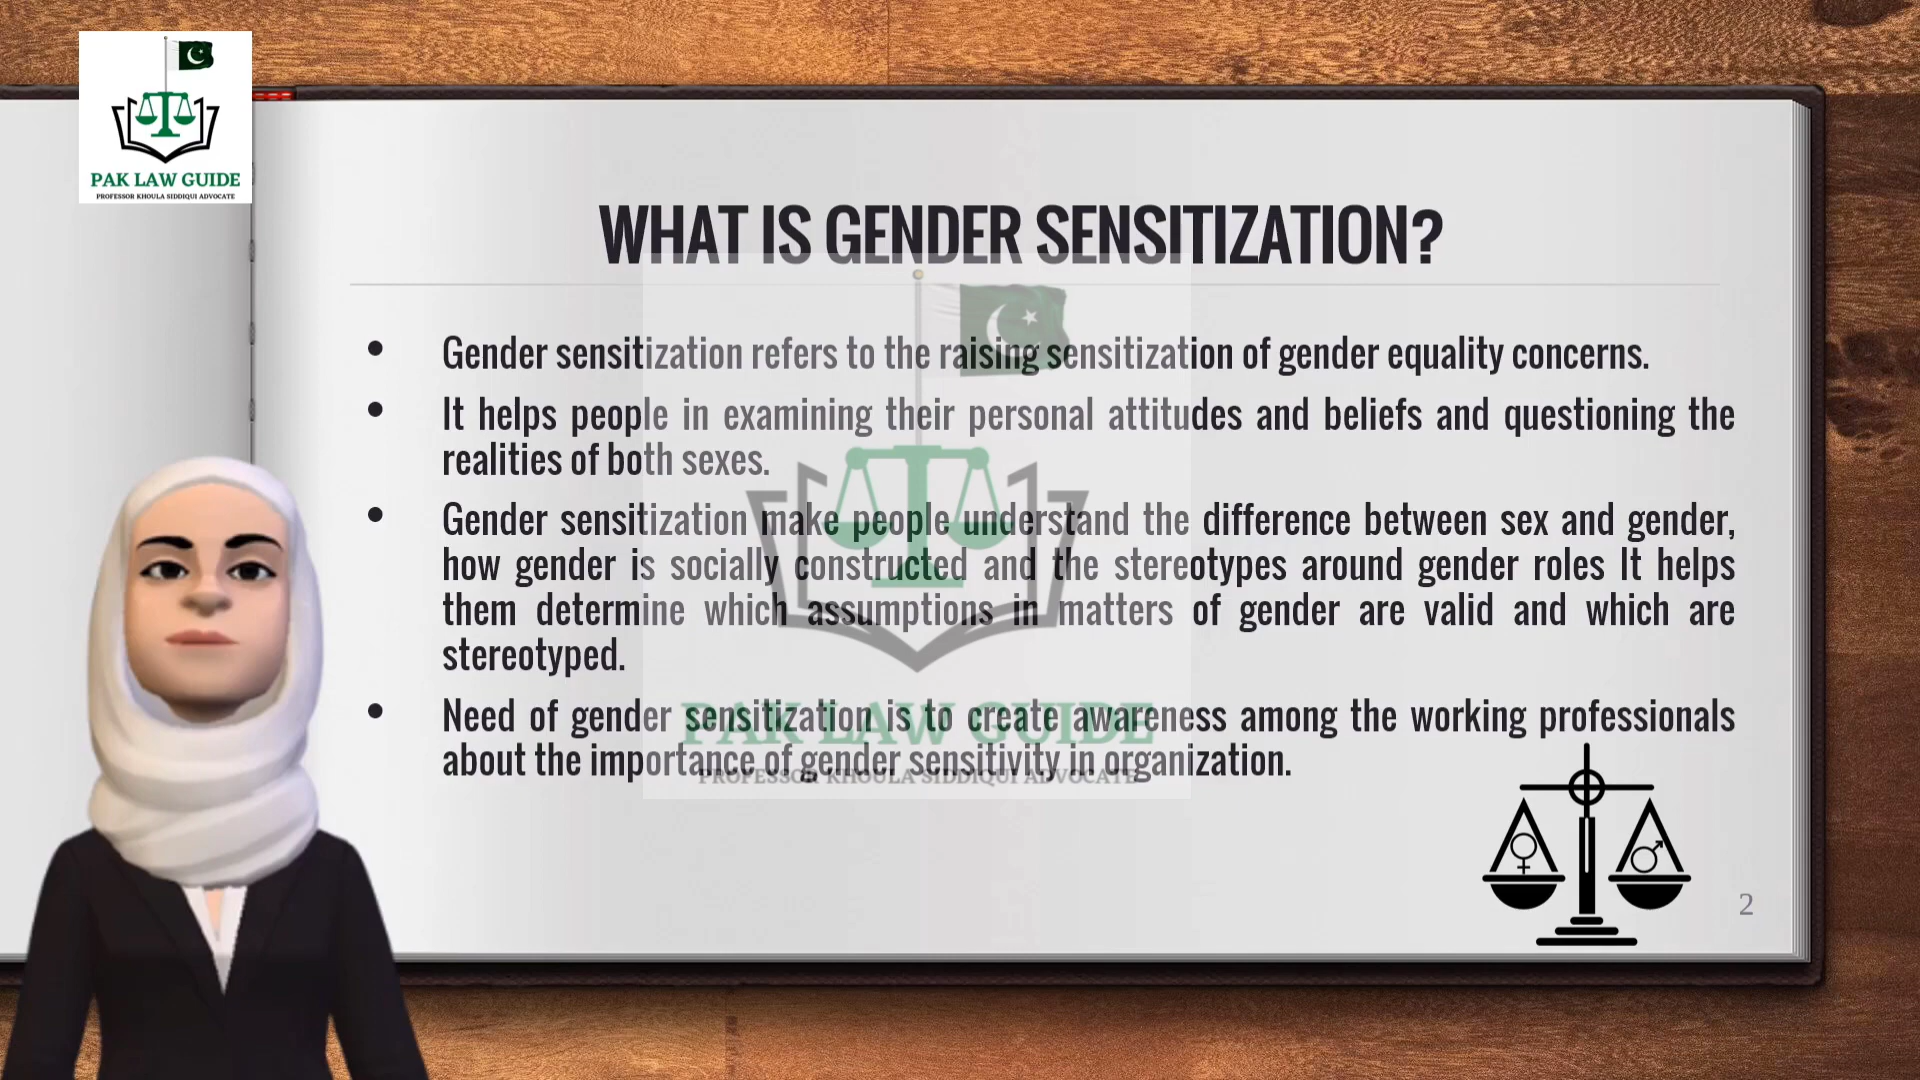 PAK LAW GUIDE
PROFESSOR KHOULA SIDDIQUI ADVOCATE
WHAT IS GENDER SENSITIZATION?
• Gender sensitization refers to the raising sensitization of gender equality concerns.
• It helps people in examining their personal attitudes and beliefs and questioning the
realities of both sexes.
• Gender sensitization make people understand the difference between sex and gender,
how gender is socially constructed and the stereotypes around gender roles It helps
them determine which assumptions in matters of gender are valid and which are
stereotyped.
• Need of gender sensitization is to create awareness among the working professionals
about the importance of gender sensitivity in organization.
PAK LAW GUIDE
PROFESSOR KHOULA SIDDIQUI ADVOCATE
2